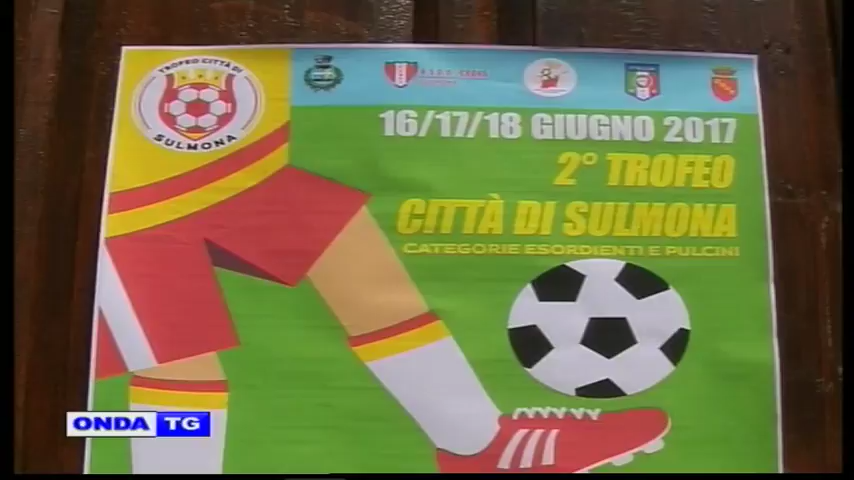 TROFEO CITTÀ DI
SULMONA
16/17/18 GIUGNO 2017
2° TROFEO
CITTÀ DI SULMONA
CATEGORIE ESORDIENTI E PULCINI
ONDA TG